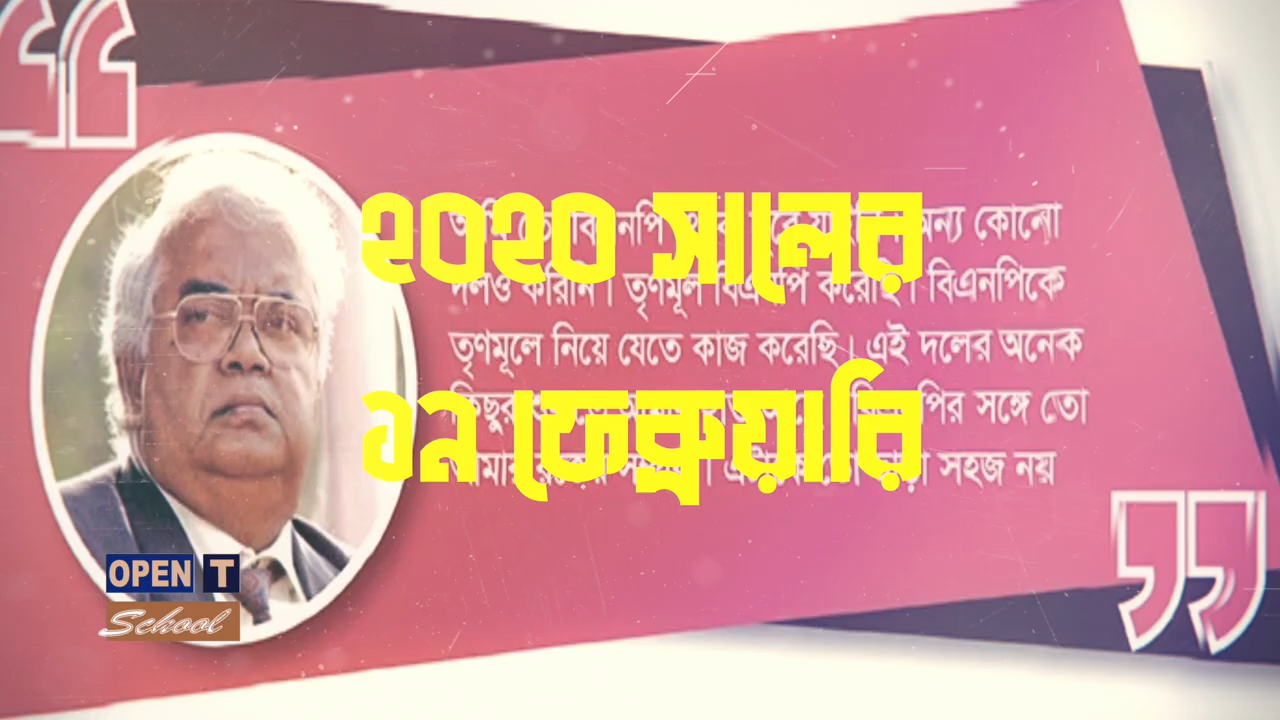 ২০২০ সালের
১৯ ফেব্রুয়ারি
অন্য কোনো
দলও করিনি। তৃণমূল বিএনপি করেছি। বিএনপিকে
তৃণমূলে নিয়ে যেতে কাজ করেছি। এই দলের অনেক
সঙ্গে তো
সহজ নয়
OPEN T
School